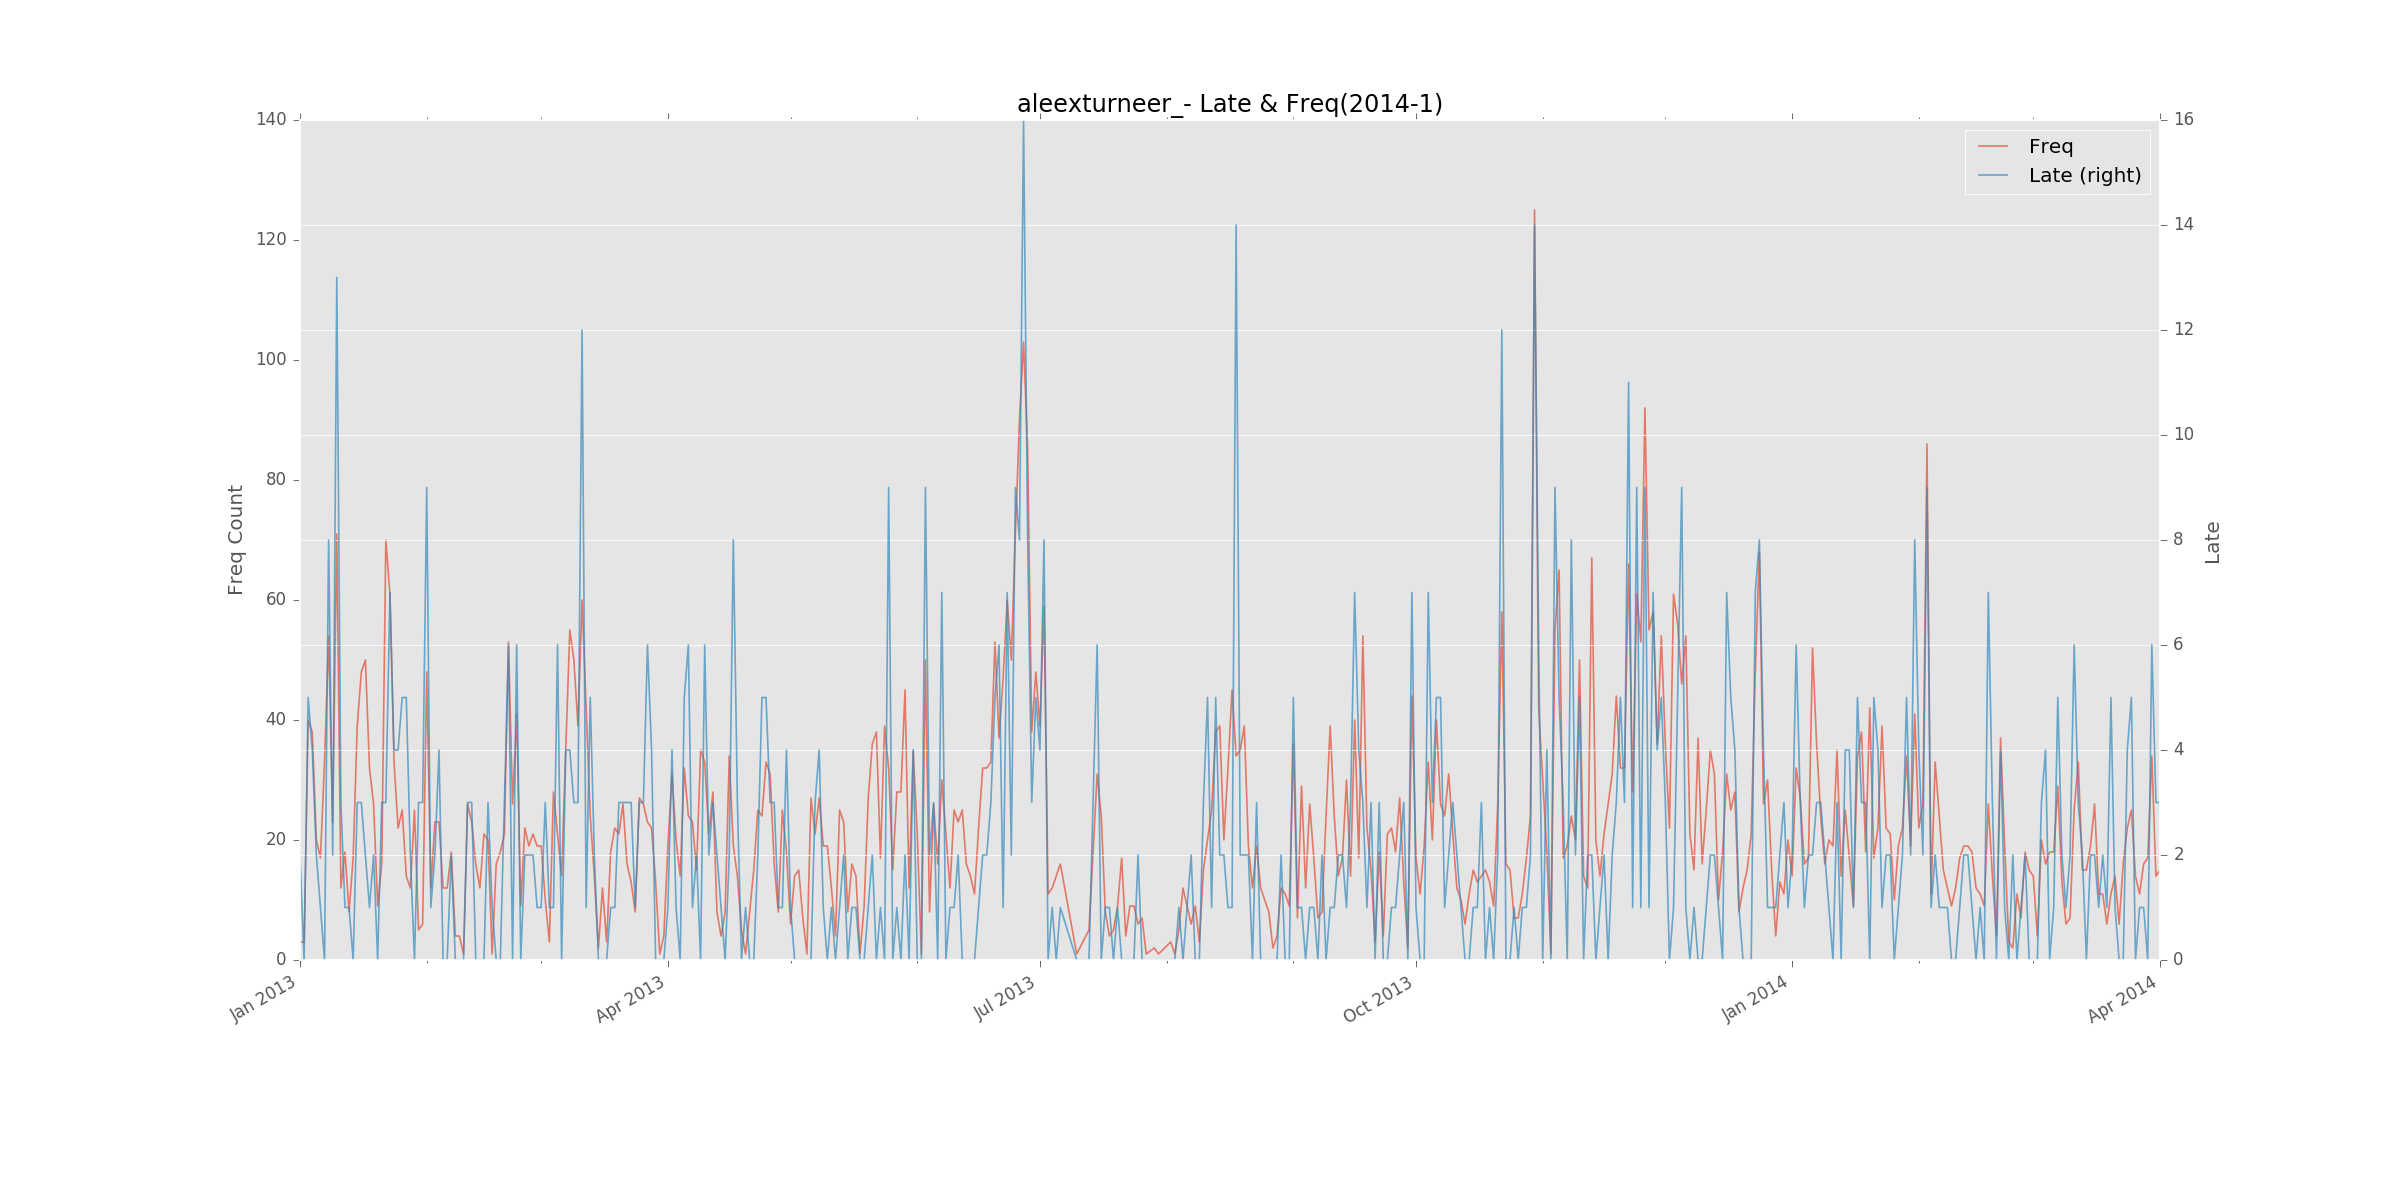 aleexturneer_- Late & Freq(2014-1)
140
120
100
80
60
40
20
0
Freq Count
16
14
12
10
8
6
4
2
0
Late
Freq
Late (right)
Jan 2013
Apr 2013
Jul 2013
Oct 2013
Jan 2014
Apr 2014